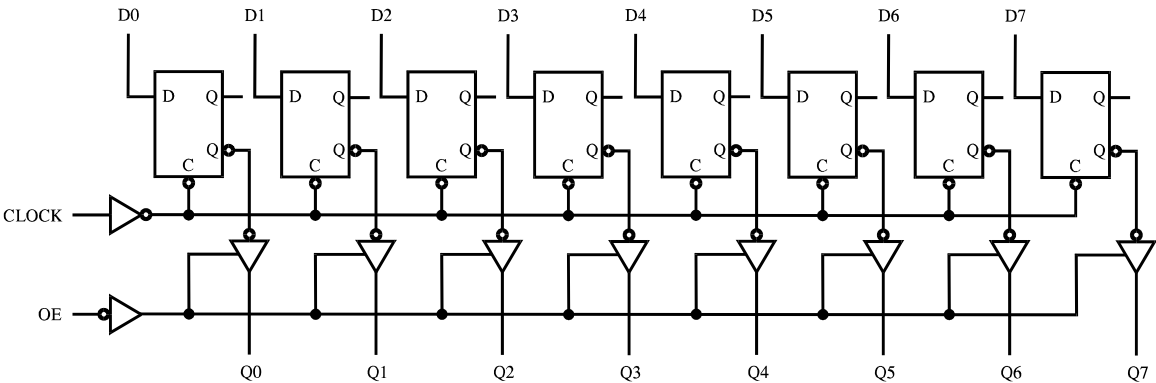 D0 D1 D2 D3 D4 D5 D6 D7
D Q D Q D Q D Q D Q D Q D Q D Q
Q Q Q Q Q Q Q Q
C C C C C C C C
CLOCK
OE
Q0 Q1 Q2 Q3 Q4 Q5 Q6 Q7